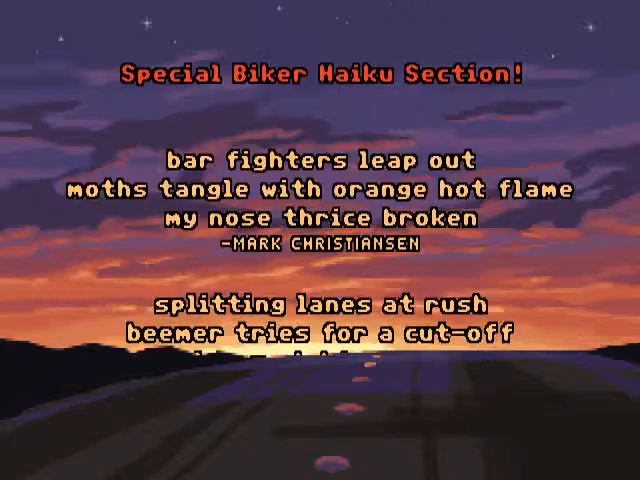 Special Biker Haiku Section!
bar fighters leap out
moths tangle with orange hot flame
my nose thrice broken
-MARK CHRISTIANSEN
splitting lanes at rush
beemer tries for a cut-off